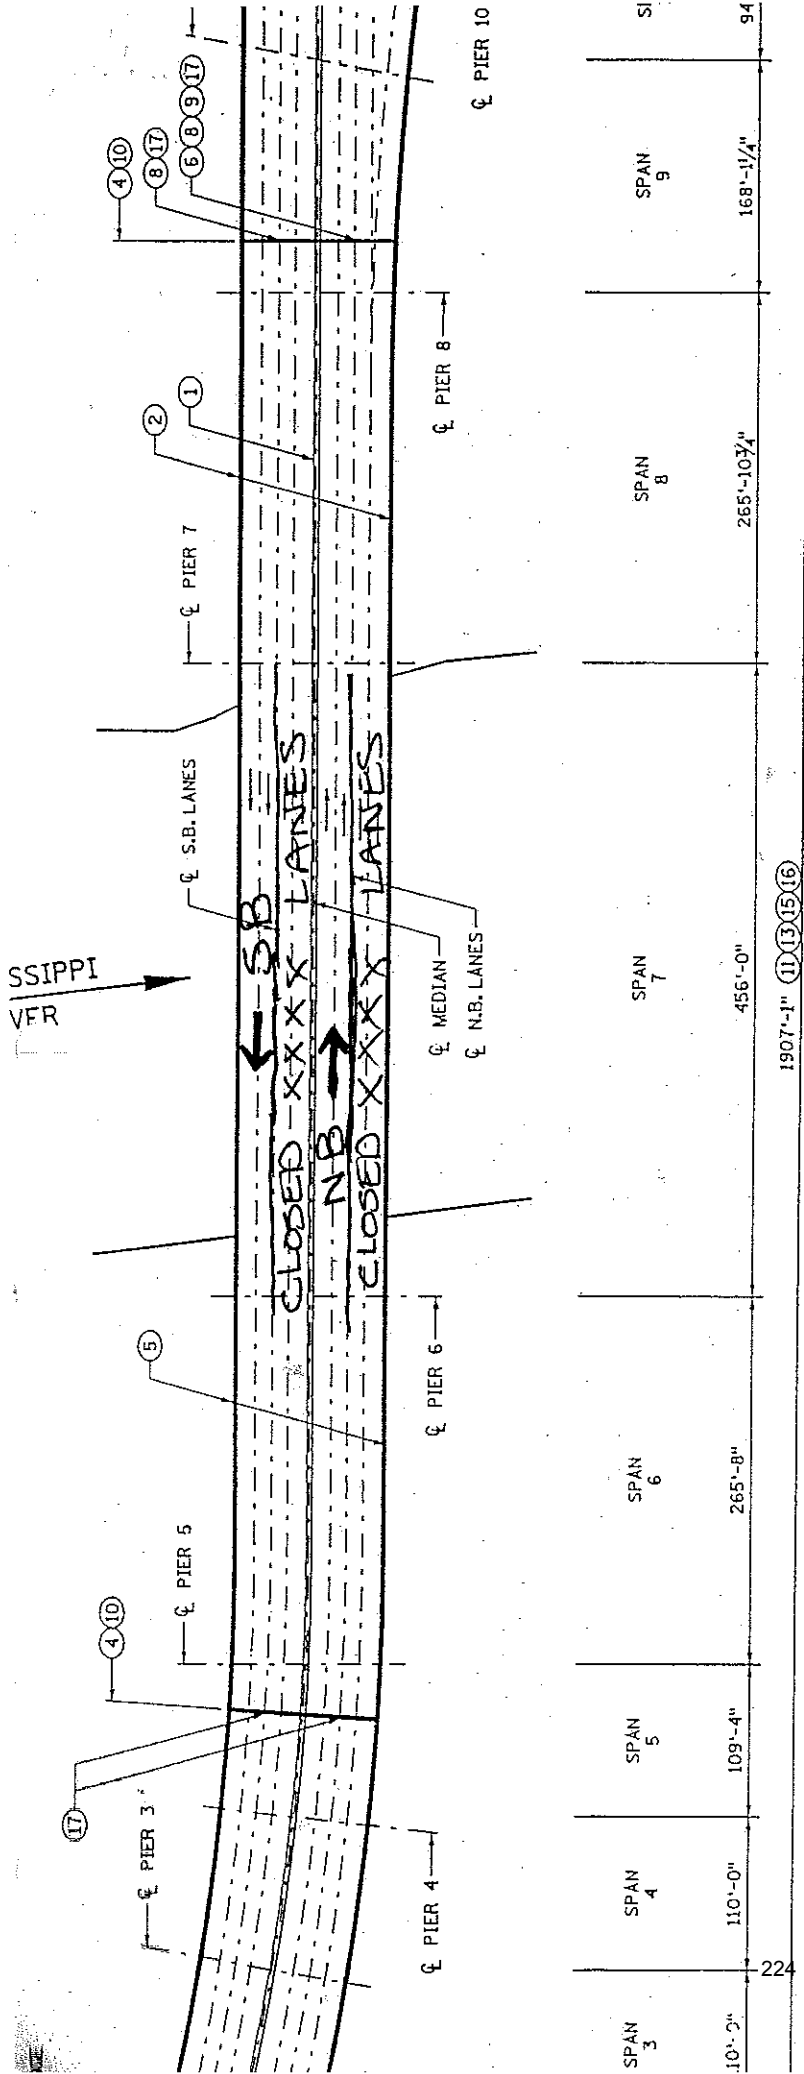 SSIPPI
VER
④ ⑩
⑧ ⑰
⑥ ⑧ ⑨ ⑰
② ①
⑤
④ ⑩
⑰
℄ PIER 3
℄ PIER 5
℄ S.B. LANES
℄ PIER 7
← SB
CLOSED XXXX LANES
NB →
CLOSED XXXX LANES
℄ PIER 4
℄ PIER 6
℄ MEDIAN
℄ N.B. LANES
℄ PIER 8
℄ PIER 10
SPAN 3
SPAN 4
SPAN 5
SPAN 6
SPAN 7
SPAN 8
SPAN 9
SI
110'-0"
109'-4"
265'-8"
456'-0"
265'-10¾"
168'-1¼"
94
1907'-1" ⑪ ⑬ ⑮ ⑯
224